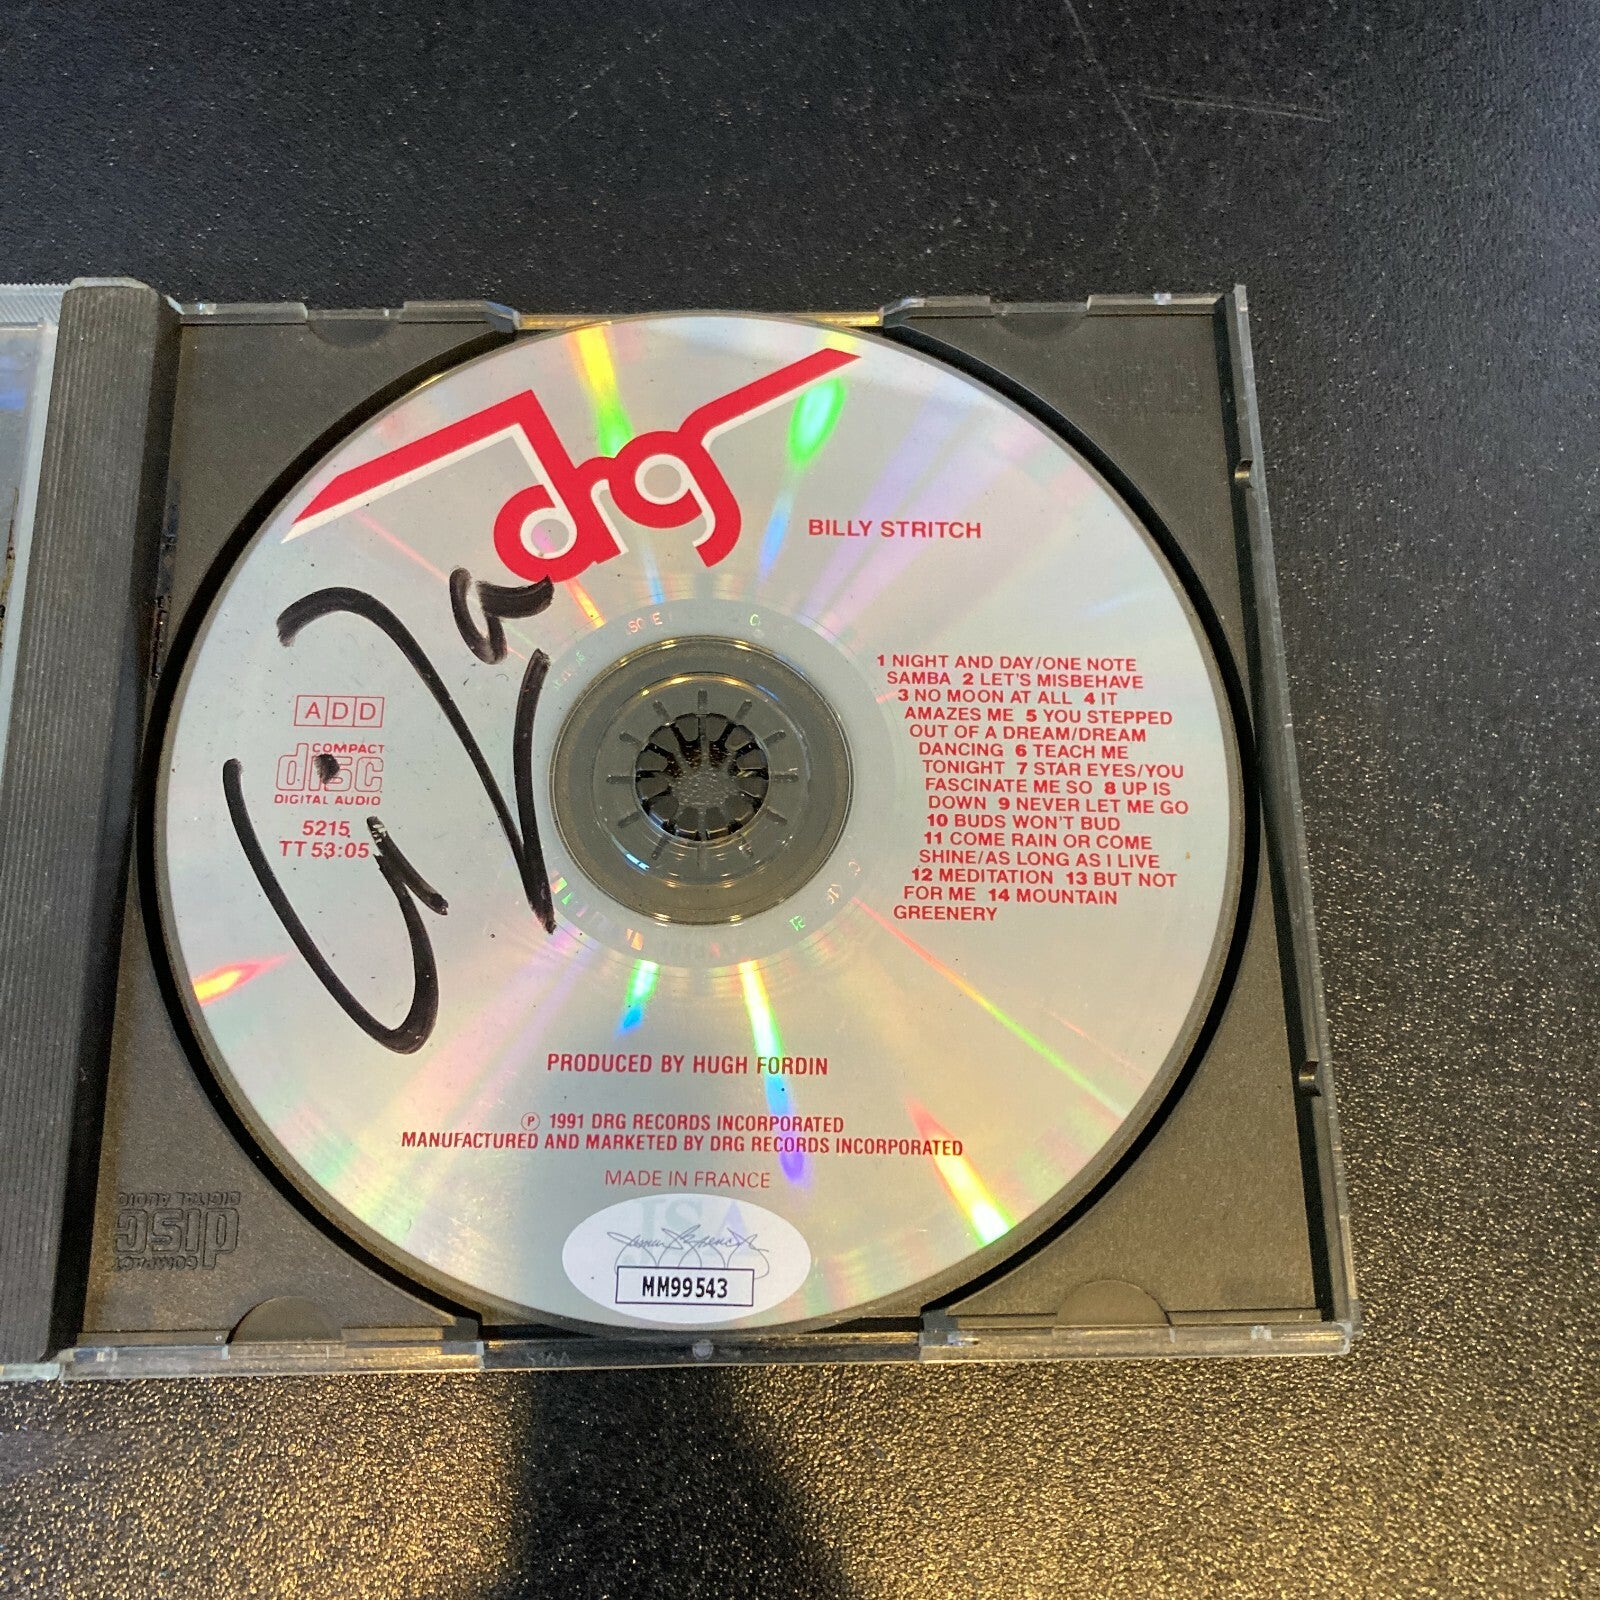 drg
BILLY STRITCH
1 NIGHT AND DAY/ONE NOTE
SAMBA 2 LET'S MISBEHAVE
3 NO MOON AT ALL 4 IT
AMAZES ME 5 YOU STEPPED
OUT OF A DREAM/DREAM
DANCING 6 TEACH ME
TONIGHT 7 STAR EYES/YOU
FASCINATE ME SO 8 UP IS
DOWN 9 NEVER LET ME GO
10 BUDS WON'T BUD
11 COME RAIN OR COME
SHINE/AS LONG AS I LIVE
12 MEDITATION 13 BUT NOT
FOR ME 14 MOUNTAIN
GREENERY
ADD
COMPACT
disc
DIGITAL AUDIO
5215
TT 53:05
PRODUCED BY HUGH FORDIN
℗ 1991 DRG RECORDS INCORPORATED
MANUFACTURED AND MARKETED BY DRG RECORDS INCORPORATED
MADE IN FRANCE
JSA
MM99543
COMPACT
disc
DIGITAL AUDIO